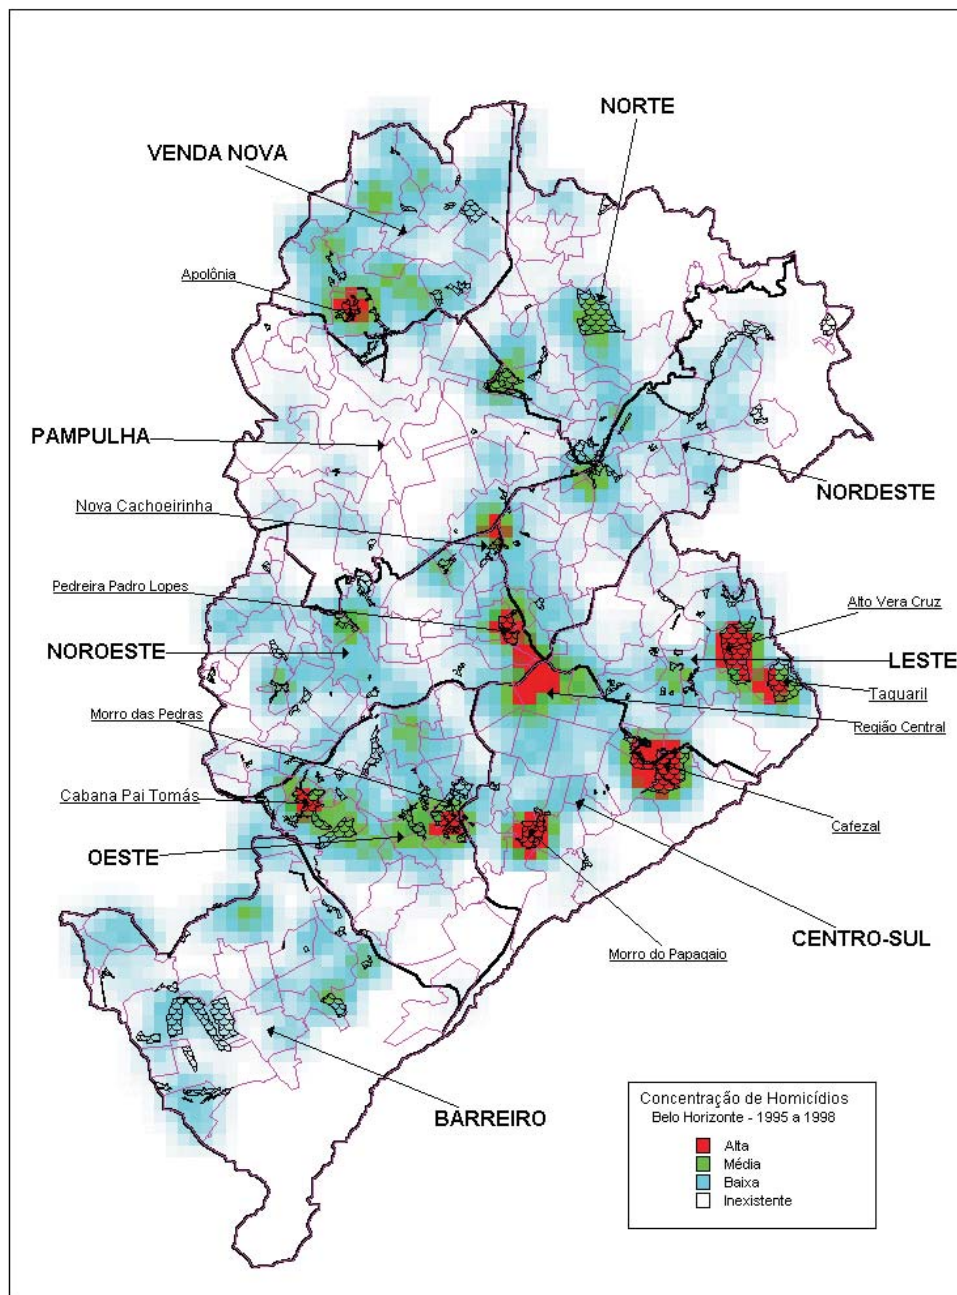 NORTE
VENDA NOVA
Apolônia
PAMPULHA
NORDESTE
Nova Cachoeirinha
Pedreira Padro Lopes
Alto Vera Cruz
NOROESTE
LESTE
Taquaril
Morro das Pedras
Região Central
Cabana Pai Tomás
Cafezal
OESTE
CENTRO-SUL
Morro do Papagaio
BARREIRO
Concentração de Homicídios
Belo Horizonte - 1995 a 1998
Alta
Média
Baixa
Inexistente